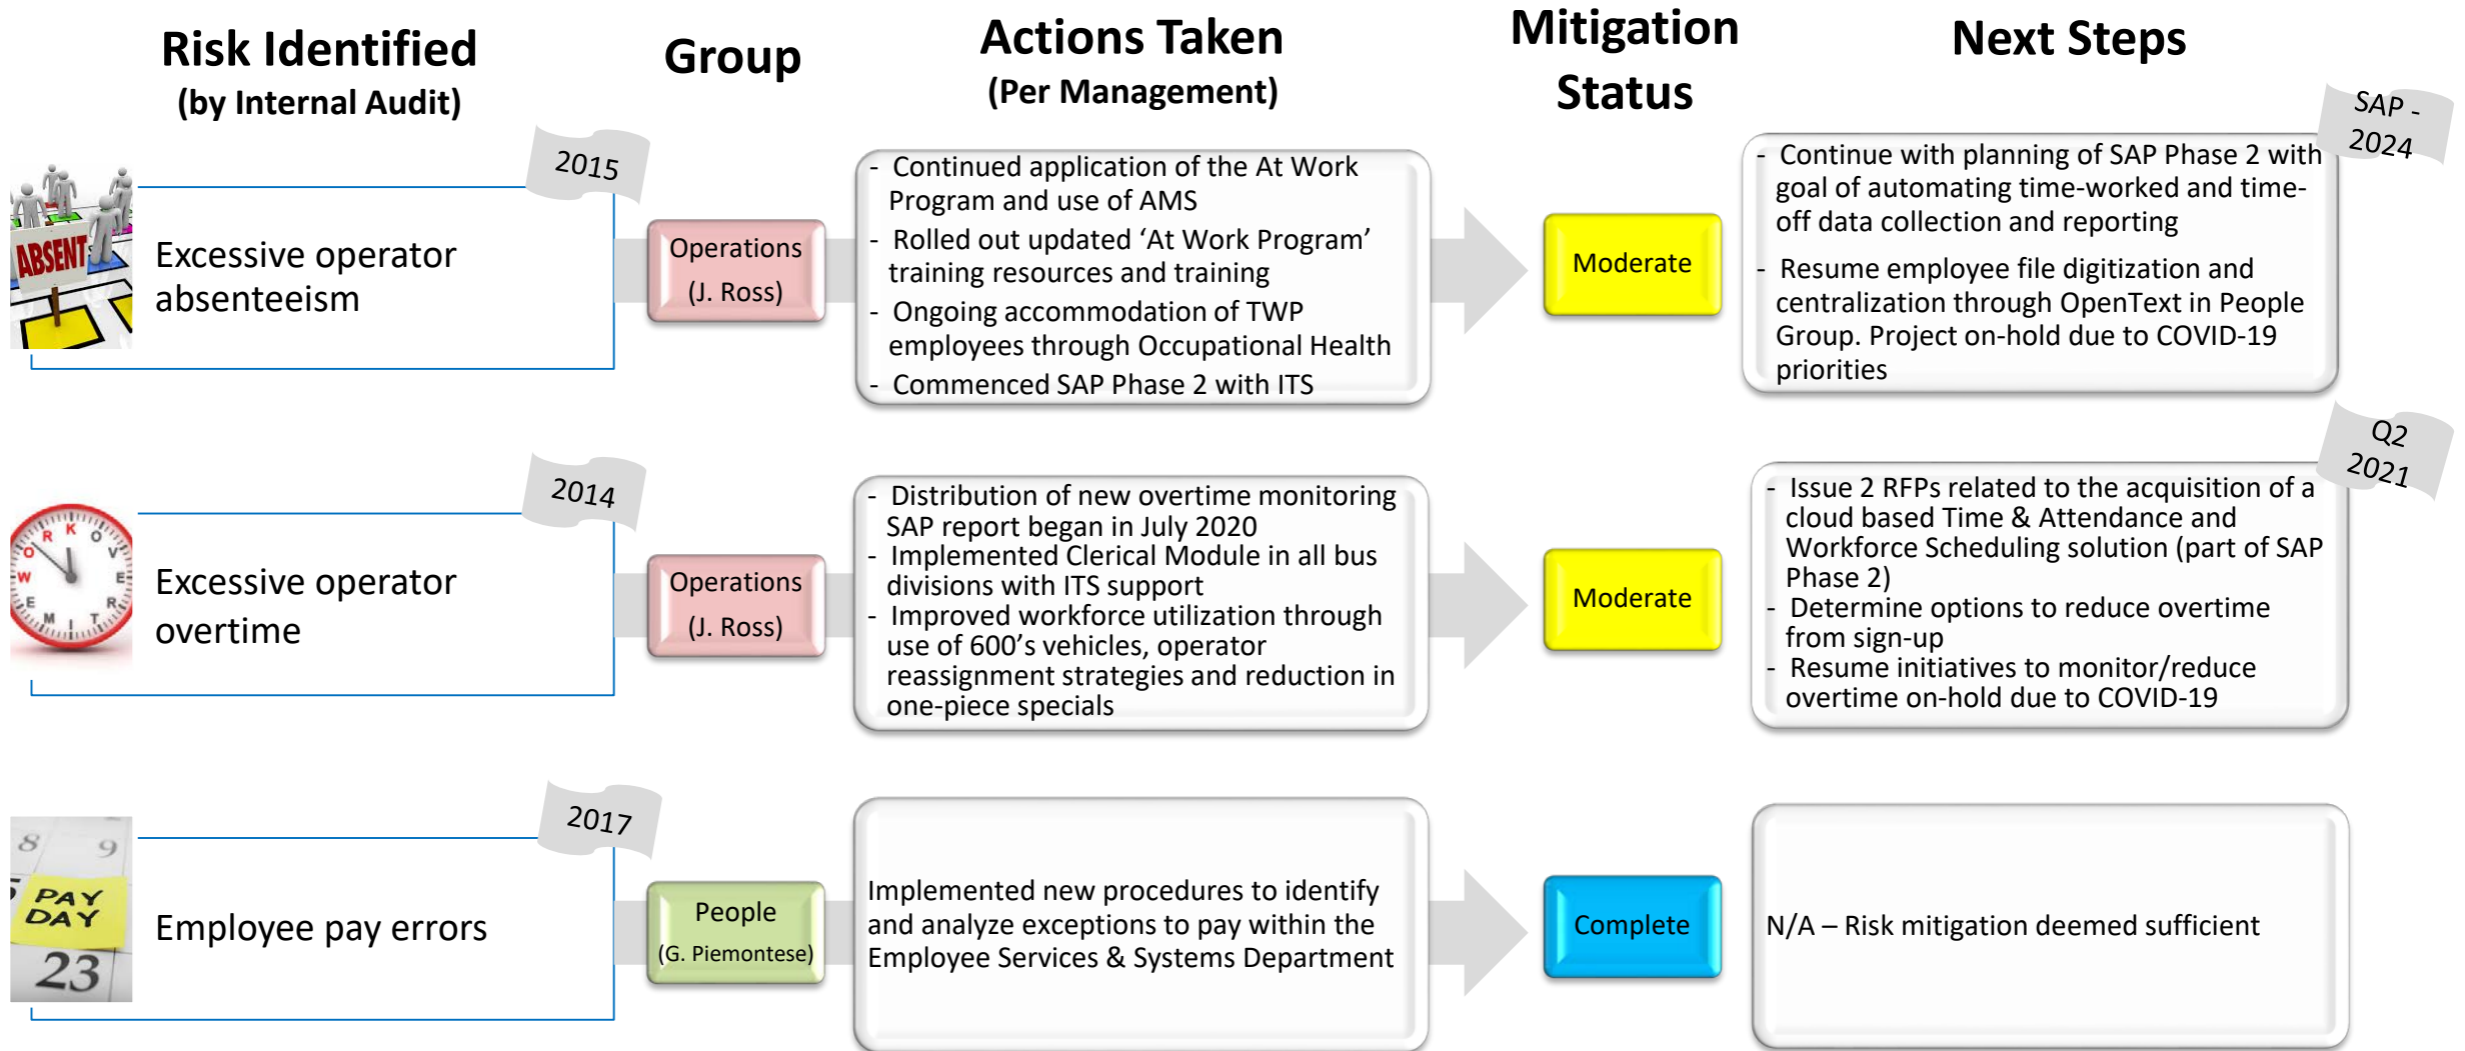 Risk Identified
(by Internal Audit)
Group
Actions Taken
(Per Management)
Mitigation
Status
Next Steps
2015
ABSENT
Excessive operator
absenteeism
Operations
(J. Ross)
- Continued application of the At Work
Program and use of AMS
- Rolled out updated ‘At Work Program’
training resources and training
- Ongoing accommodation of TWP
employees through Occupational Health
- Commenced SAP Phase 2 with ITS
Moderate
SAP -
2024
- Continue with planning of SAP Phase 2 with
goal of automating time-worked and time-
off data collection and reporting
- Resume employee file digitization and
centralization through OpenText in People
Group. Project on-hold due to COVID-19
priorities
2014
WORK OVERTIME
Excessive operator
overtime
Operations
(J. Ross)
- Distribution of new overtime monitoring
SAP report began in July 2020
- Implemented Clerical Module in all bus
divisions with ITS support
- Improved workforce utilization through
use of 600’s vehicles, operator
reassignment strategies and reduction in
one-piece specials
Moderate
Q2
2021
- Issue 2 RFPs related to the acquisition of a
cloud based Time & Attendance and
Workforce Scheduling solution (part of SAP
Phase 2)
- Determine options to reduce overtime
from sign-up
- Resume initiatives to monitor/reduce
overtime on-hold due to COVID-19
2017
8 9
PAY
DAY
23
Employee pay errors
People
(G. Piemontese)
Implemented new procedures to identify
and analyze exceptions to pay within the
Employee Services & Systems Department
Complete
N/A – Risk mitigation deemed sufficient